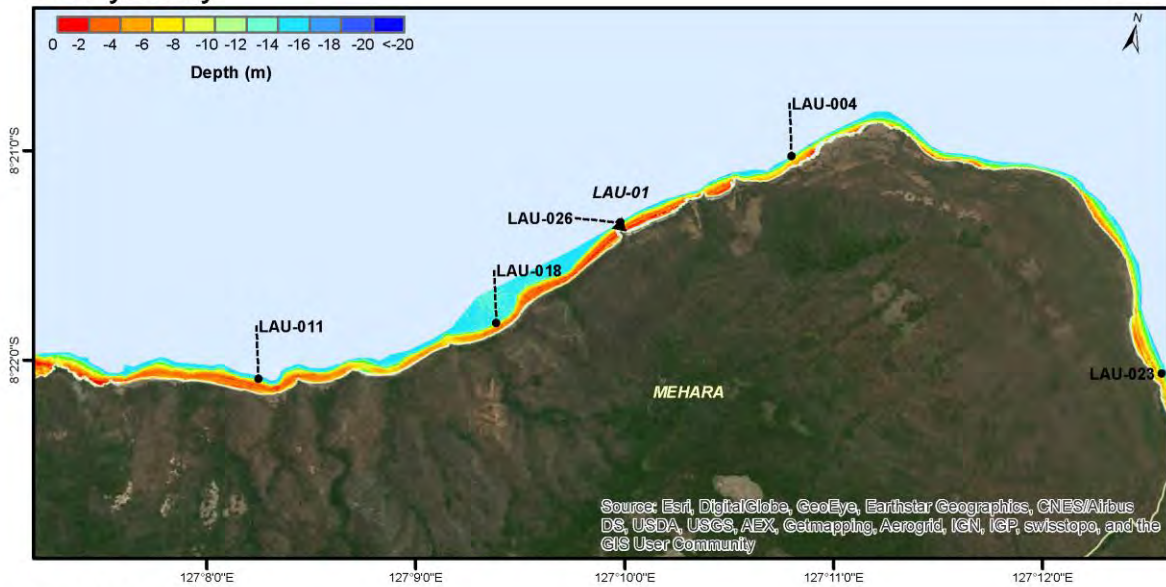 0 -2 -4 -6 -8 -10 -12 -14 -16 -18 -20 <-20
Depth (m)
N
LAU-004
8°21'0"S
LAU-01
LAU-026
LAU-018
LAU-011
8°22'0"S
LAU-023
MEHARA
Source: Esri, DigitalGlobe, GeoEye, Earthstar Geographics, CNES/Airbus
DS, USDA, USGS, AEX, Getmapping, Aerogrid, IGN, IGP, swisstopo, and the
GIS User Community
127°8'0"E 127°9'0"E 127°10'0"E 127°11'0"E 127°12'0"E